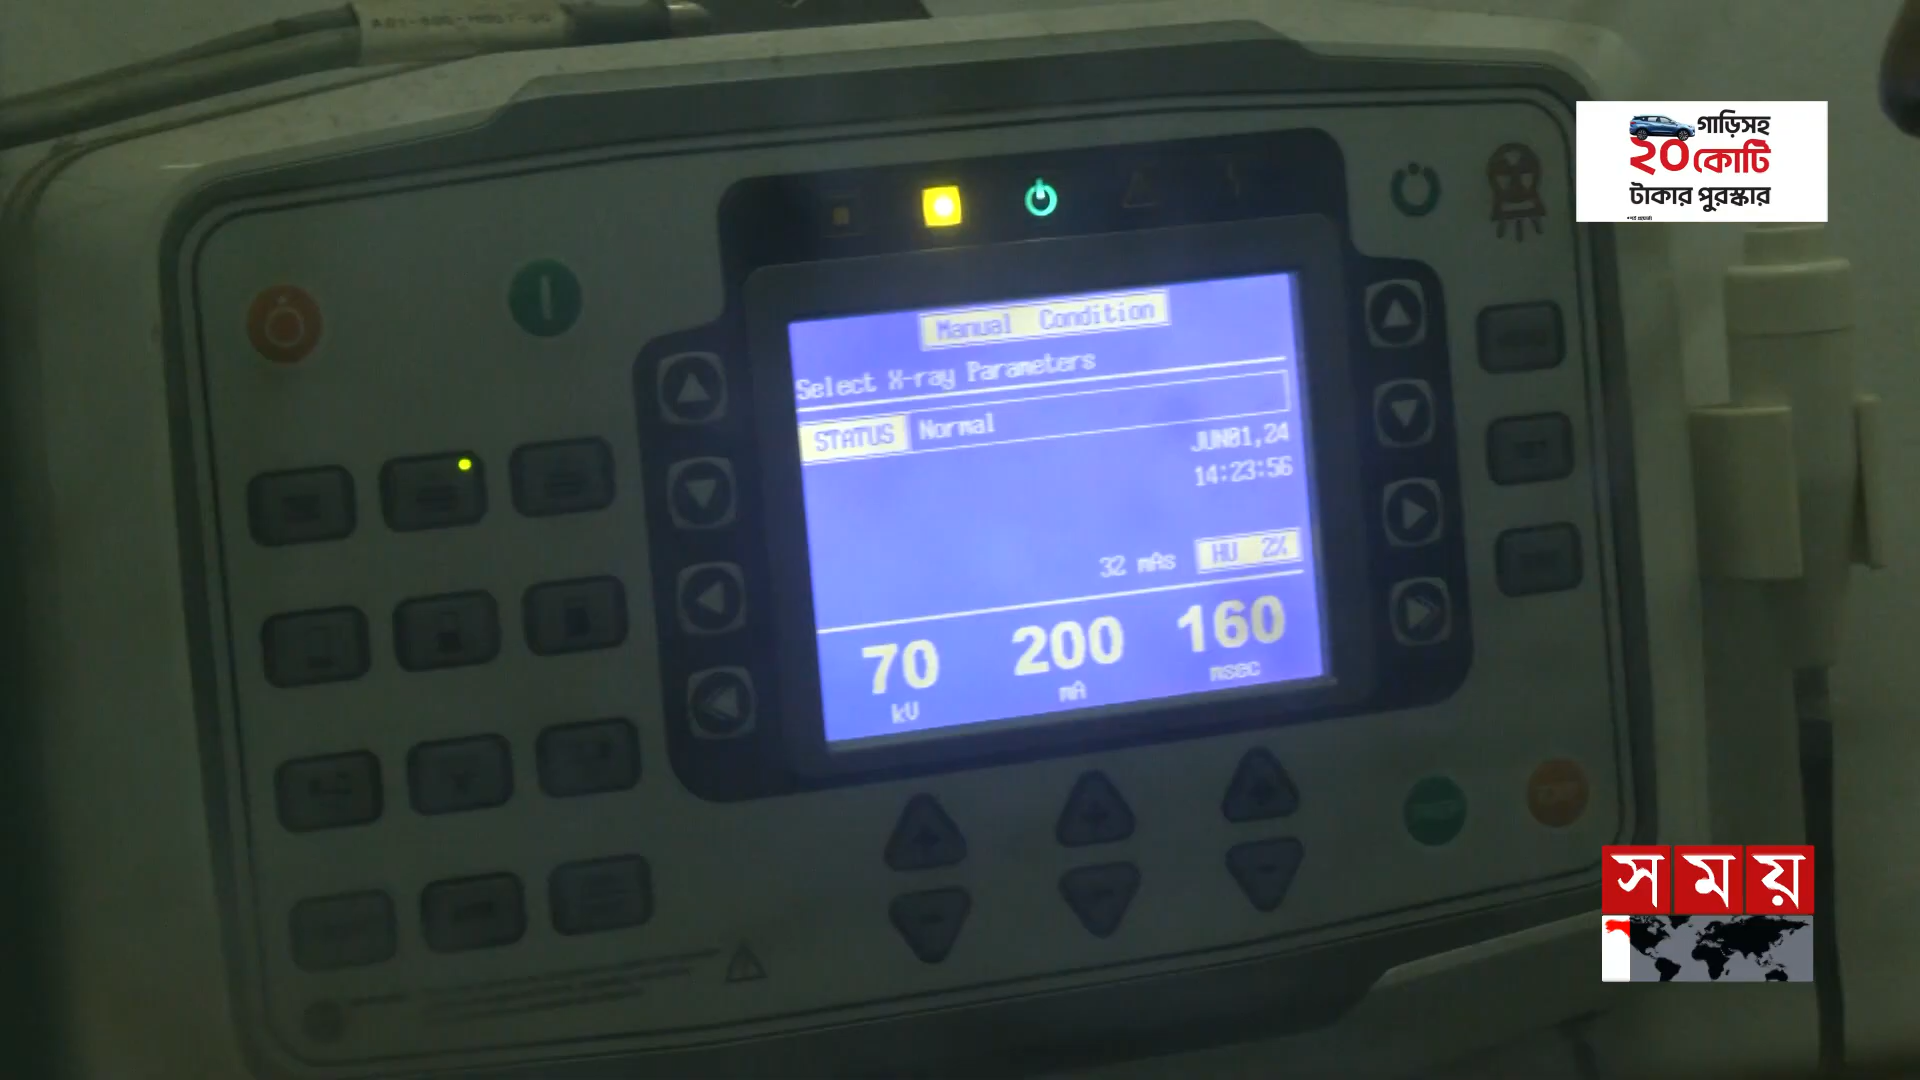 Manual Condition
Select X-ray Parameters
STATUS Normal
JUN01,24
14:23:56
32 mAs HU 2%
70 200 160
kV mA msec
গাড়িসহ
২০ কোটি
টাকার পুরস্কার
সময়